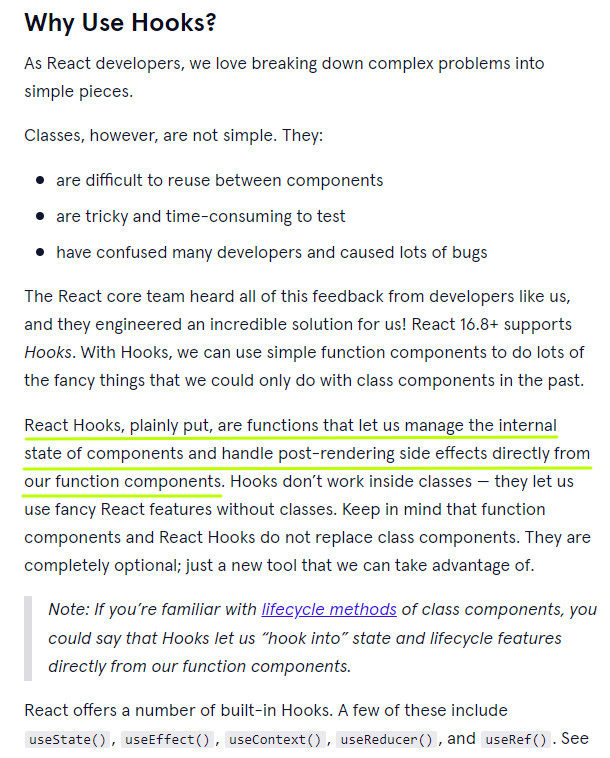 Why Use Hooks?
As React developers, we love breaking down complex problems into
simple pieces.
Classes, however, are not simple. They:
• are difficult to reuse between components
• are tricky and time-consuming to test
• have confused many developers and caused lots of bugs
The React core team heard all of this feedback from developers like us,
and they engineered an incredible solution for us! React 16.8+ supports
Hooks. With Hooks, we can use simple function components to do lots of
the fancy things that we could only do with class components in the past.
React Hooks, plainly put, are functions that let us manage the internal
state of components and handle post-rendering side effects directly from
our function components. Hooks don’t work inside classes — they let us
use fancy React features without classes. Keep in mind that function
components and React Hooks do not replace class components. They are
completely optional; just a new tool that we can take advantage of.
Note: If you’re familiar with lifecycle methods of class components, you
could say that Hooks let us “hook into” state and lifecycle features
directly from our function components.
React offers a number of built-in Hooks. A few of these include
useState(), useEffect(), useContext(), useReducer(), and useRef(). See